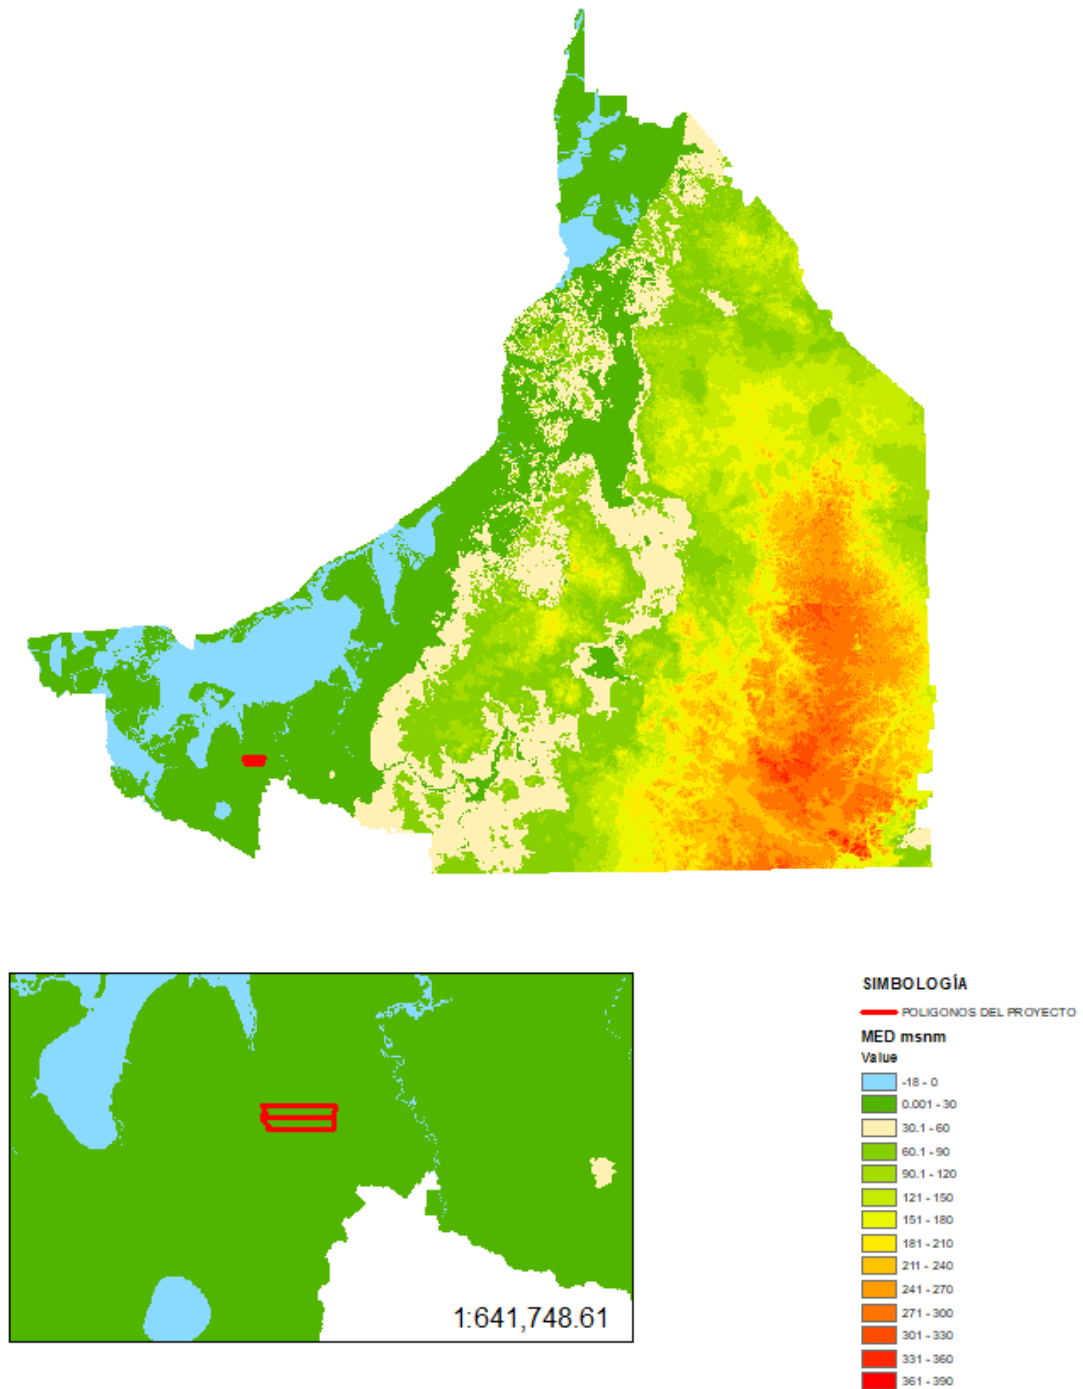 1:641,748.61
SIMBOLOGÍA
POLIGONOS DEL PROYECTO
MED msnm
Value
-18 - 0
0.001 - 30
30.1 - 60
60.1 - 90
90.1 - 120
121 - 150
151 - 180
181 - 210
211 - 240
241 - 270
271 - 300
301 - 330
331 - 360
361 - 390